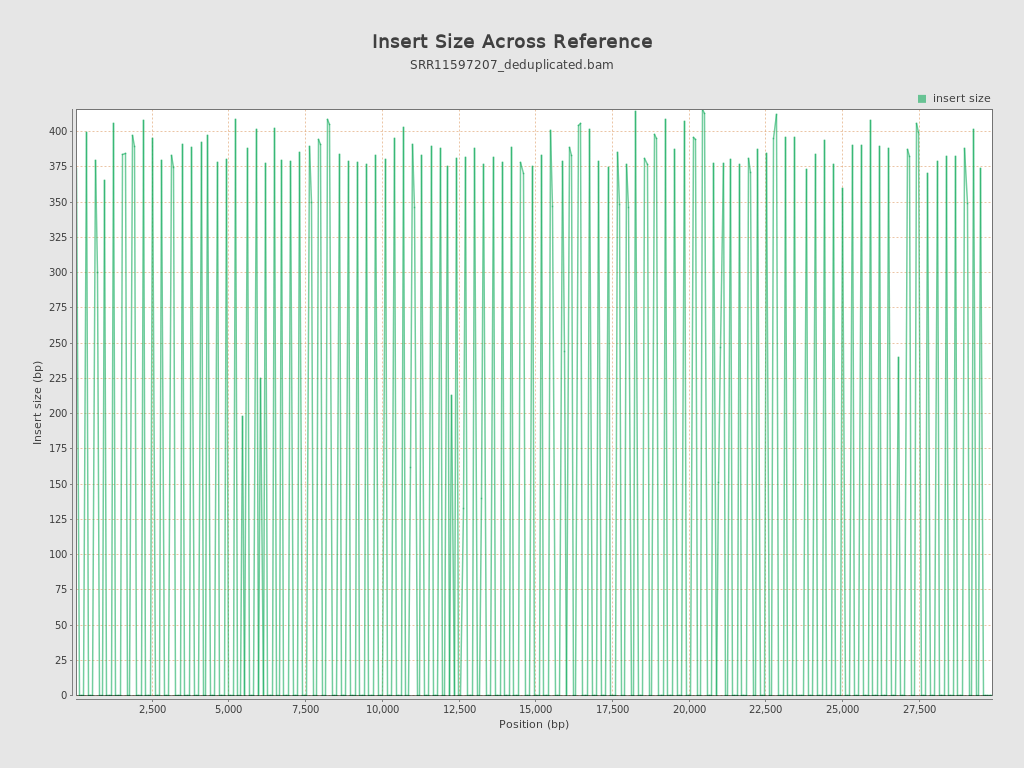 Insert Size Across Reference
SRR11597207_deduplicated.bam
insert size
400
375
350
325
300
275
250
225
200
175
150
125
100
75
50
25
0
Insert size (bp)
2,500 5,000 7,500 10,000 12,500 15,000 17,500 20,000 22,500 25,000 27,500
Position (bp)